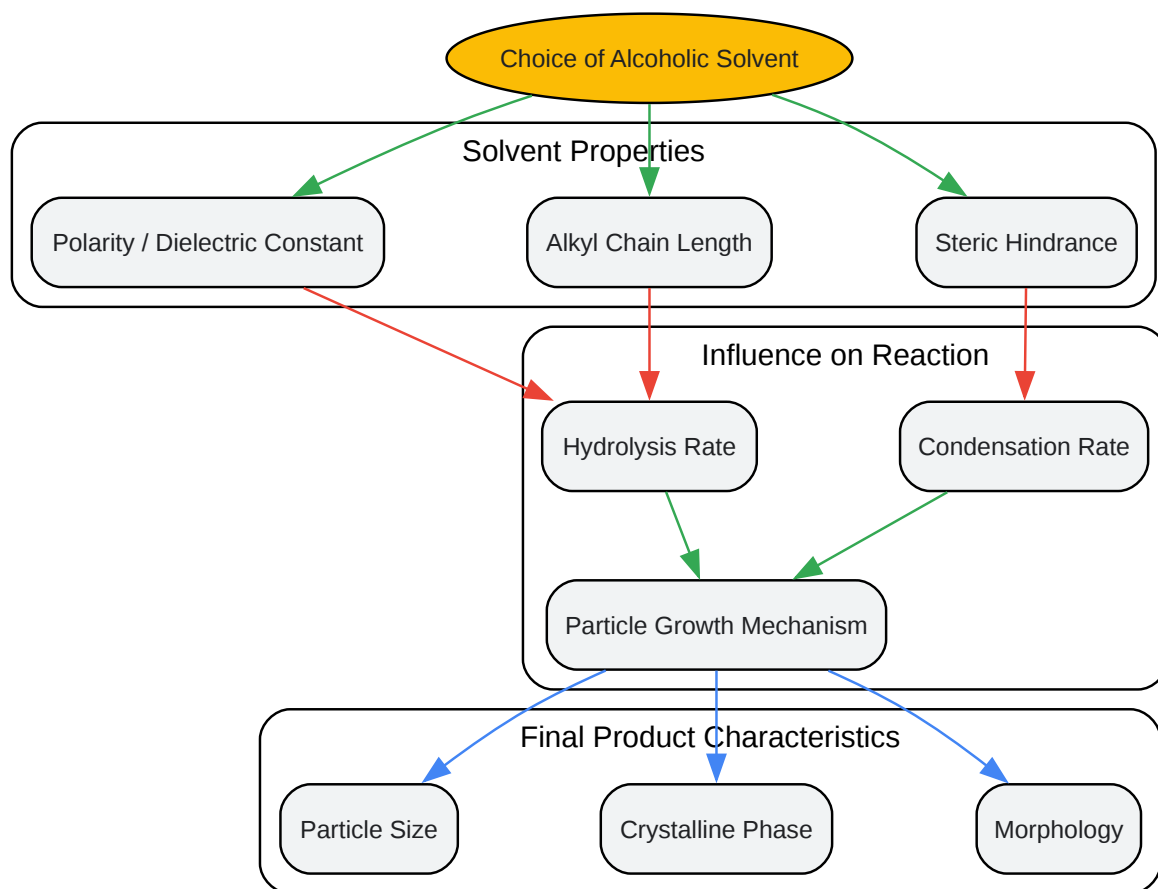 Choice of Alcoholic Solvent
Solvent Properties
Polarity / Dielectric Constant
Alkyl Chain Length
Steric Hindrance
Influence on Reaction
Hydrolysis Rate
Condensation Rate
Particle Growth Mechanism
Final Product Characteristics
Particle Size
Crystalline Phase
Morphology